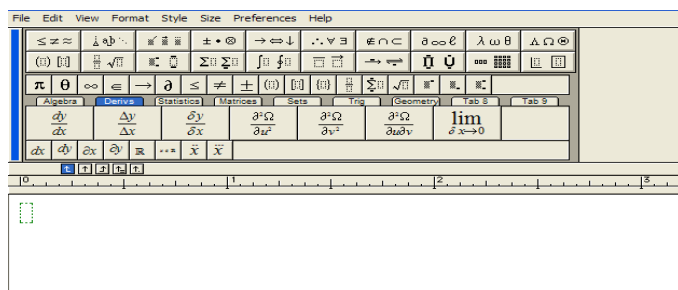 File Edit View Format Style Size Preferences Help
≤ ≠ ≈ ȧb ⋱ ± • ⊗ → ⇔ ↓ ∴ ∀ ∃ ∉ ∩ ⊂ ∂ ∞ ℓ λ ω θ Λ Ω ⊛
(▯) [▯] √▯ Σ▯ ∫▯ ∮▯
π θ ∞ ∈ → ∂ ≤ ≠ ± (▯) [▯] {▯} Σ▯ √▯
Algebra Derivs Statistics Matrices Sets Trig Geometry Tab 8 Tab 9
dy/dx Δy/Δx δy/δx ∂²Ω/∂u² ∂²Ω/∂v² ∂²Ω/∂u∂v lim δx→0
dx dy ∂x ∂y ℝ ẍ x⃛
0 1 2 3